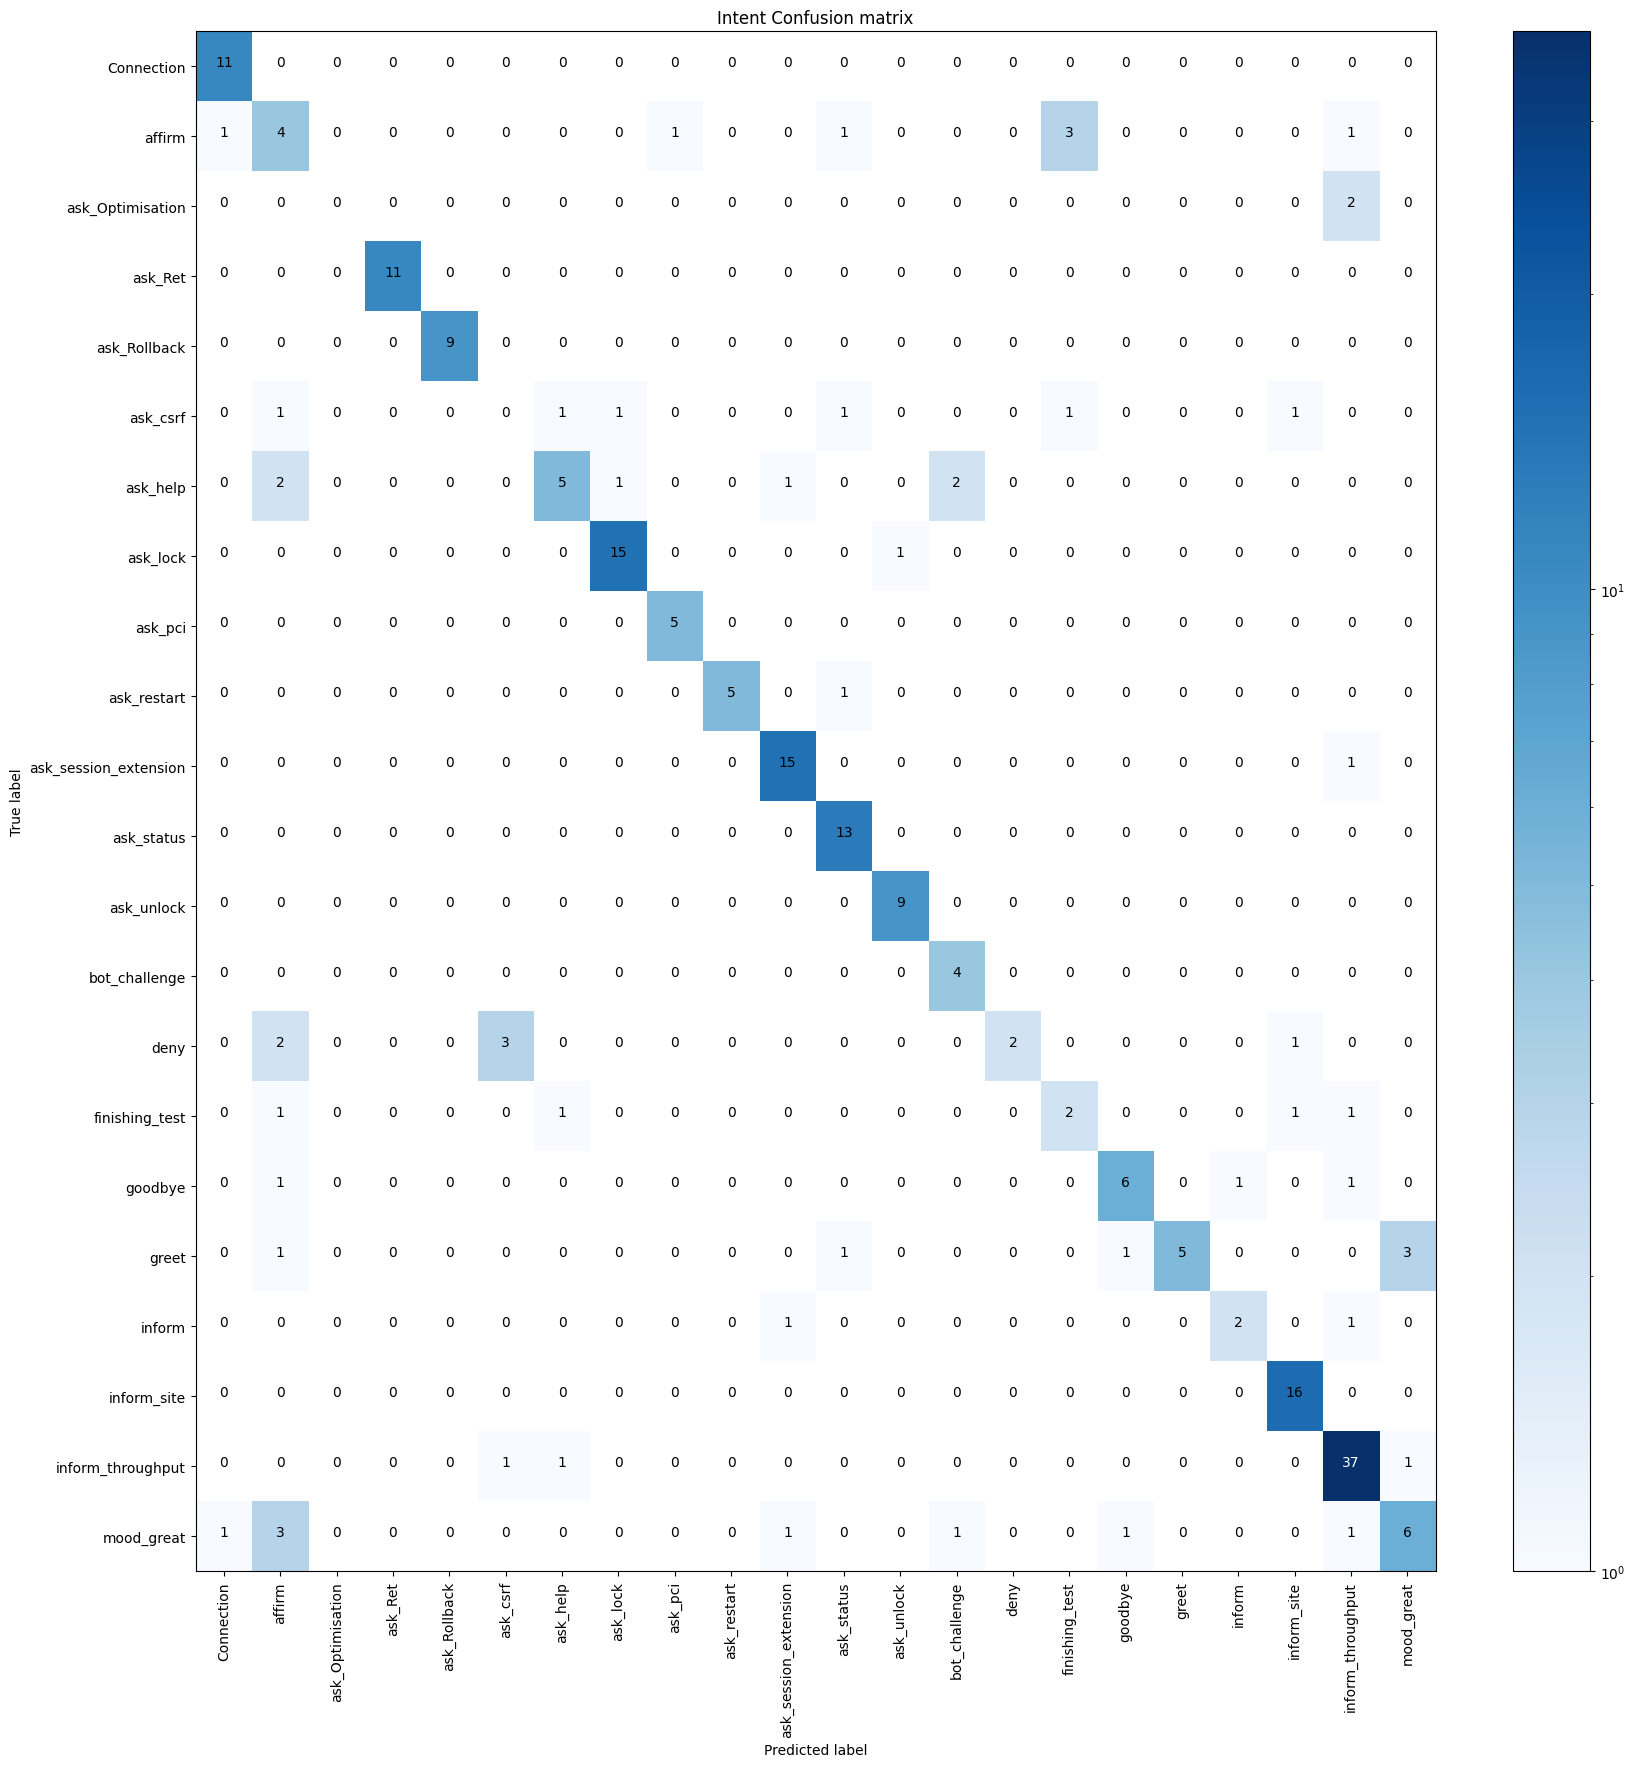 Intent Confusion matrix
Connection 11 0 0 0 0 0 0 0 0 0 0 0 0 0 0 0 0 0 0 0 0 0
affirm 1 4 0 0 0 0 0 0 1 0 0 1 0 0 0 3 0 0 0 0 1 0
ask_Optimisation 0 0 0 0 0 0 0 0 0 0 0 0 0 0 0 0 0 0 0 0 2 0
ask_Ret 0 0 0 11 0 0 0 0 0 0 0 0 0 0 0 0 0 0 0 0 0 0
ask_Rollback 0 0 0 0 9 0 0 0 0 0 0 0 0 0 0 0 0 0 0 0 0 0
ask_csrf 0 1 0 0 0 0 1 1 0 0 0 1 0 0 0 1 0 0 0 1 0 0
ask_help 0 2 0 0 0 0 5 1 0 0 1 0 0 2 0 0 0 0 0 0 0 0
ask_lock 0 0 0 0 0 0 0 15 0 0 0 0 1 0 0 0 0 0 0 0 0 0
10¹
ask_pci 0 0 0 0 0 0 0 0 5 0 0 0 0 0 0 0 0 0 0 0 0 0
ask_restart 0 0 0 0 0 0 0 0 0 5 0 1 0 0 0 0 0 0 0 0 0 0
ask_session_extension 0 0 0 0 0 0 0 0 0 0 15 0 0 0 0 0 0 0 0 0 1 0
True label
ask_status 0 0 0 0 0 0 0 0 0 0 0 13 0 0 0 0 0 0 0 0 0 0
ask_unlock 0 0 0 0 0 0 0 0 0 0 0 0 9 0 0 0 0 0 0 0 0 0
bot_challenge 0 0 0 0 0 0 0 0 0 0 0 0 0 4 0 0 0 0 0 0 0 0
deny 0 2 0 0 0 3 0 0 0 0 0 0 0 0 2 0 0 0 0 1 0 0
finishing_test 0 1 0 0 0 0 1 0 0 0 0 0 0 0 0 2 0 0 0 1 1 0
goodbye 0 1 0 0 0 0 0 0 0 0 0 0 0 0 0 0 6 0 1 0 1 0
greet 0 1 0 0 0 0 0 0 0 0 0 1 0 0 0 0 1 5 0 0 0 3
inform 0 0 0 0 0 0 0 0 0 0 1 0 0 0 0 0 0 0 2 0 1 0
inform_site 0 0 0 0 0 0 0 0 0 0 0 0 0 0 0 0 0 0 0 16 0 0
inform_throughput 0 0 0 0 0 1 1 0 0 0 0 0 0 0 0 0 0 0 0 0 37 1
mood_great 1 3 0 0 0 0 0 0 0 0 1 0 0 1 0 0 1 0 0 0 1 6
10⁰
Connection
affirm
ask_Optimisation
ask_Ret
ask_Rollback
ask_csrf
ask_help
ask_lock
ask_pci
ask_restart
ask_session_extension
ask_status
ask_unlock
bot_challenge
deny
finishing_test
goodbye
greet
inform
inform_site
inform_throughput
mood_great
Predicted label